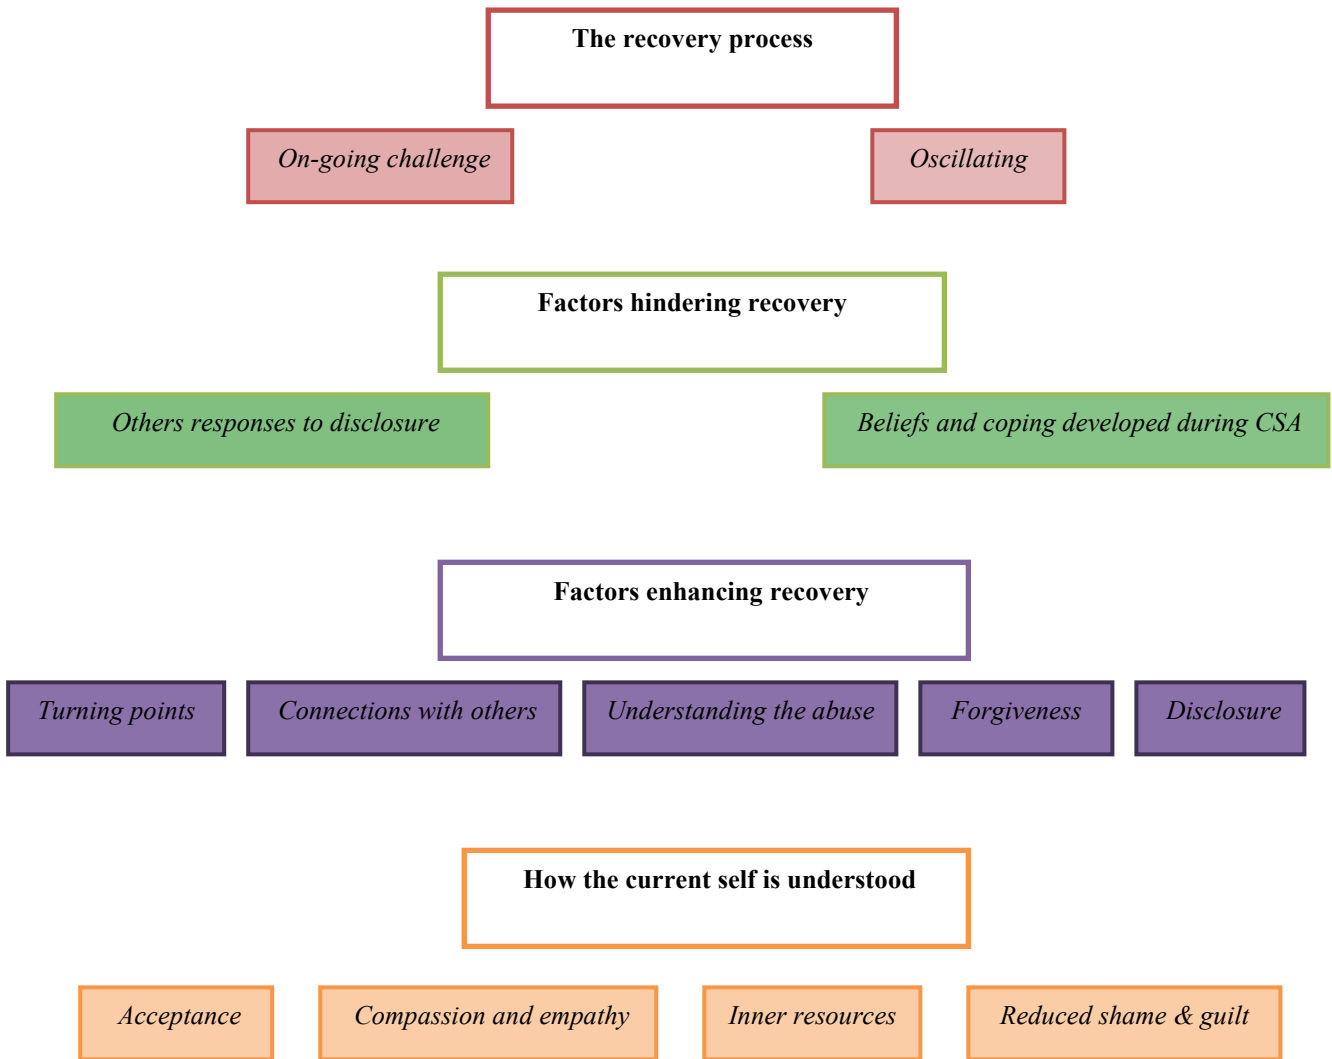 The recovery process
On-going challenge
Oscillating
Factors hindering recovery
Others responses to disclosure
Beliefs and coping developed during CSA
Factors enhancing recovery
Turning points
Connections with others
Understanding the abuse
Forgiveness
Disclosure
How the current self is understood
Acceptance
Compassion and empathy
Inner resources
Reduced shame & guilt